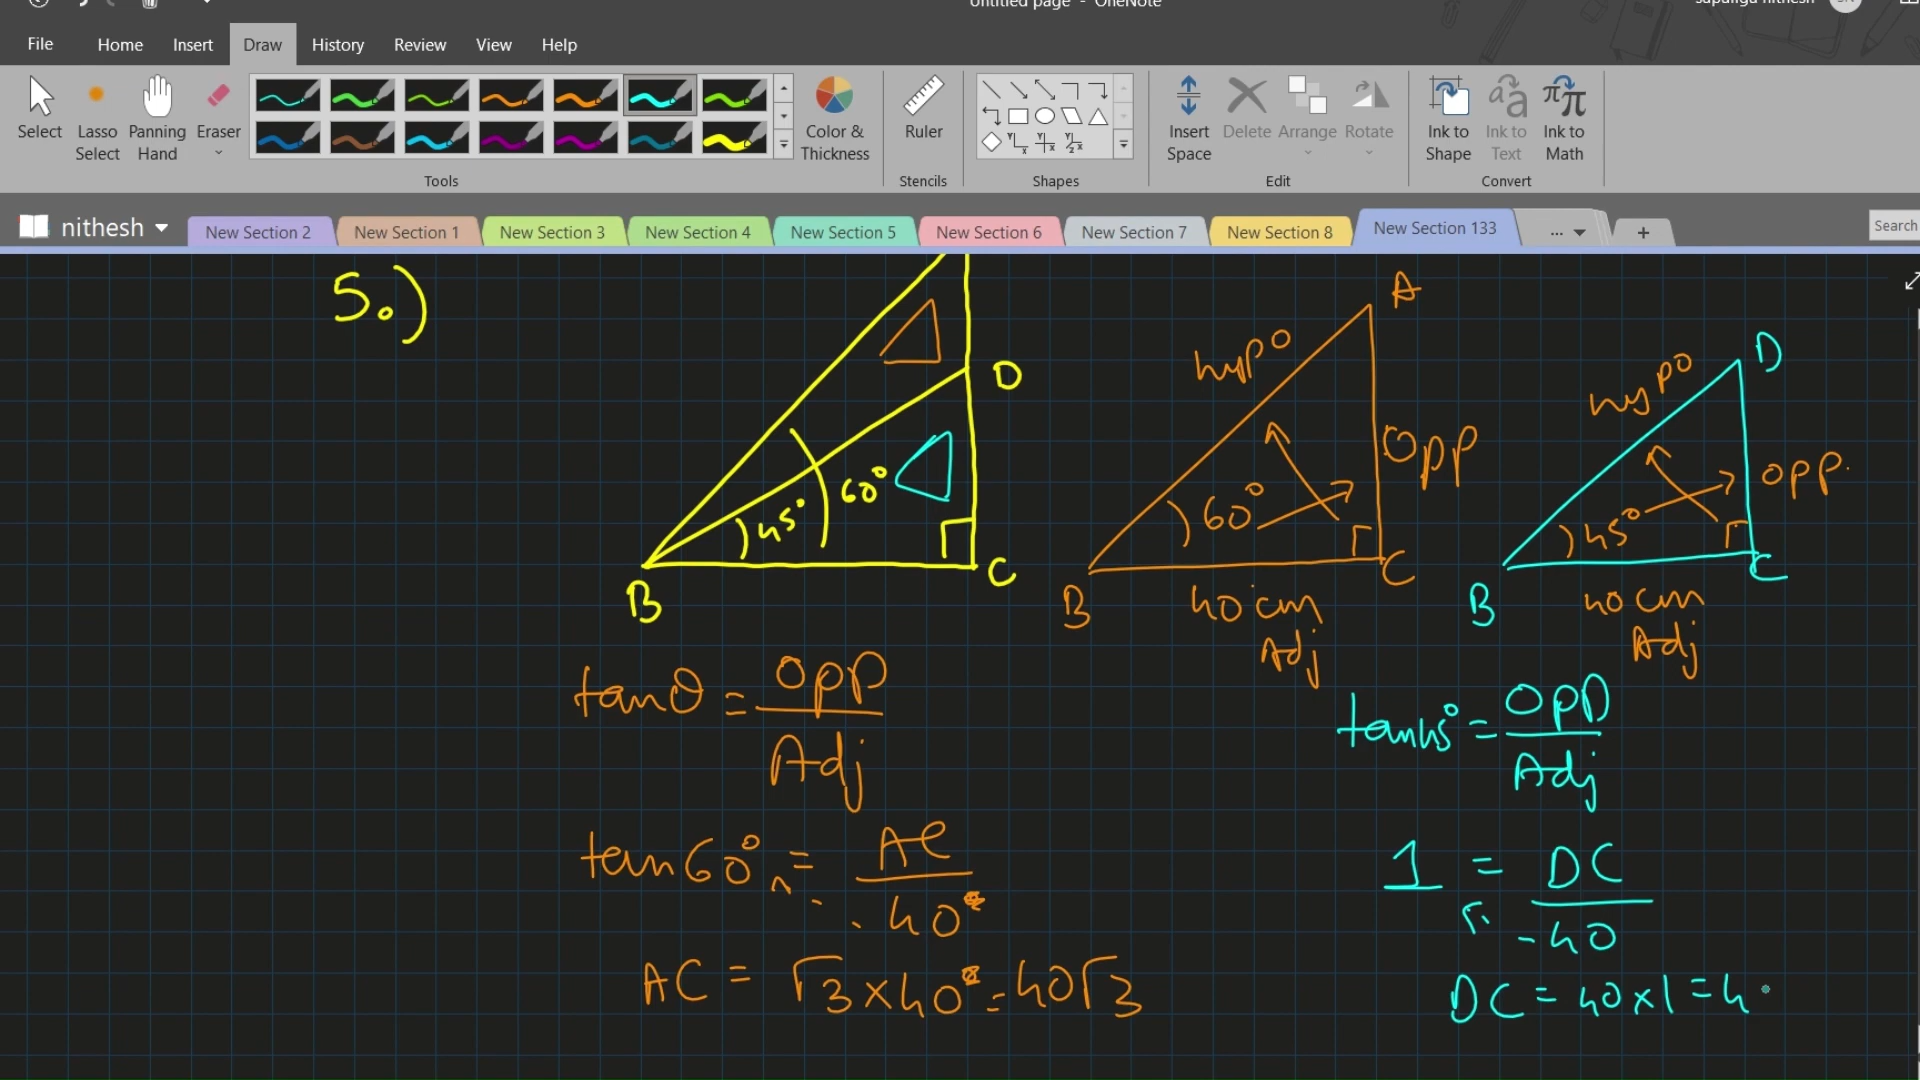 Untitled page - OneNote
sapaliga nithesh
File Home Insert Draw History Review View Help
Select
Lasso Select
Panning Hand
Eraser
Color & Thickness
Ruler
Insert Space
Delete
Arrange
Rotate
Ink to Shape
Ink to Text
Ink to Math
Tools
Stencils
Shapes
Edit
Convert
nithesh
New Section 2
New Section 1
New Section 3
New Section 4
New Section 5
New Section 6
New Section 7
New Section 8
New Section 133
...
+
Search
5.)
D
45°
60°
B
C
A
hypo
opp
60°
B
C
40 cm
Adj
D
hypo
opp.
45°
B
C
40 cm
Adj
tanθ = opp
Adj
tan 60° = AC
40
AC = √3 × 40 = 40√3
tan45° = opp
Adj
1 = DC
40
DC = 40×1 = 4